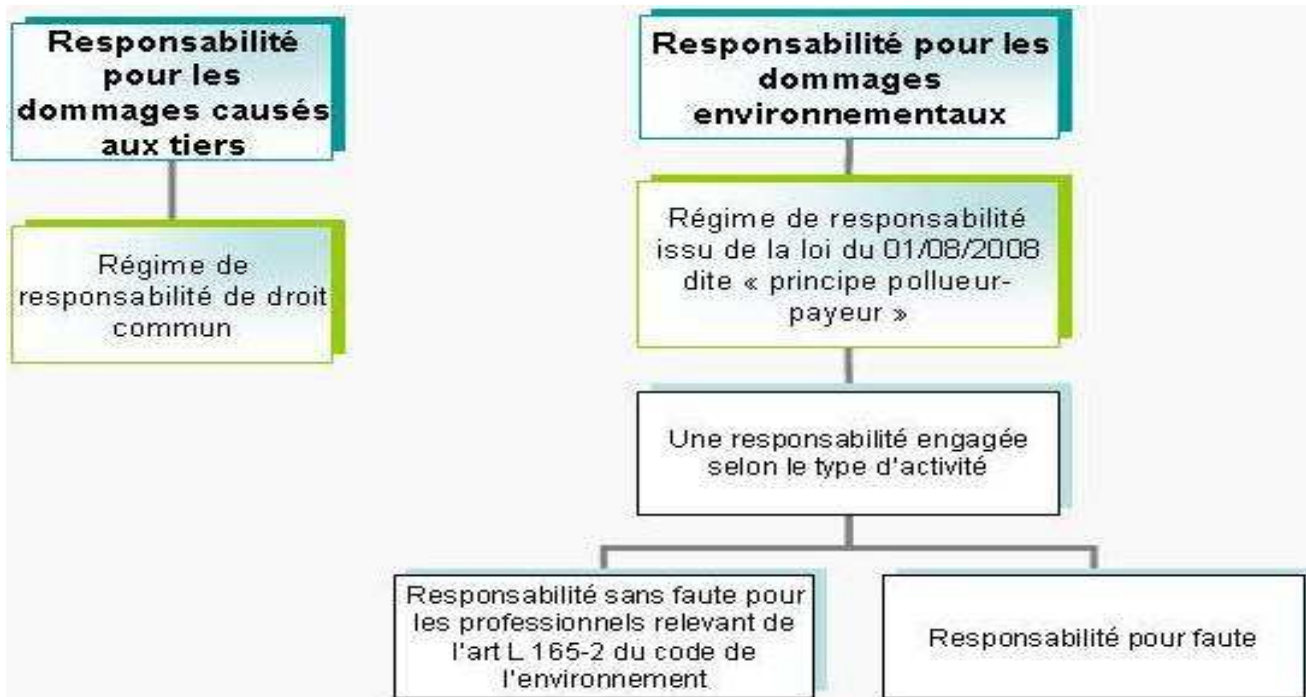 Responsabilité
pour les
dommages causés
aux tiers
Régime de
responsabilité de droit
commun
Responsabilité pour les
dommages
environnementaux
Régime de responsabilité
issu de la loi du 01/08/2008
dite « principe pollueur-
payeur »
Une responsabilité engagée
selon le type d'activité
Responsabilité sans faute pour
les professionnels relevant de
l'art L 165-2 du code de
l'environnement
Responsabilité pour faute